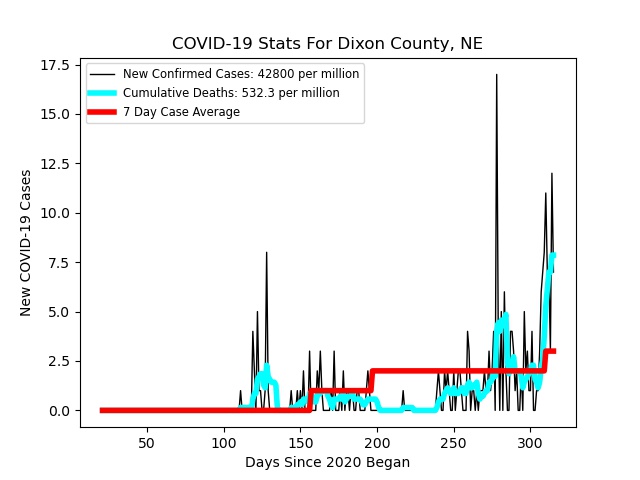 COVID-19 Stats For Dixon County, NE
New Confirmed Cases: 42800 per million
Cumulative Deaths: 532.3 per million
7 Day Case Average
New COVID-19 Cases
17.5
15.0
12.5
10.0
7.5
5.0
2.5
0.0
50 100 150 200 250 300
Days Since 2020 Began